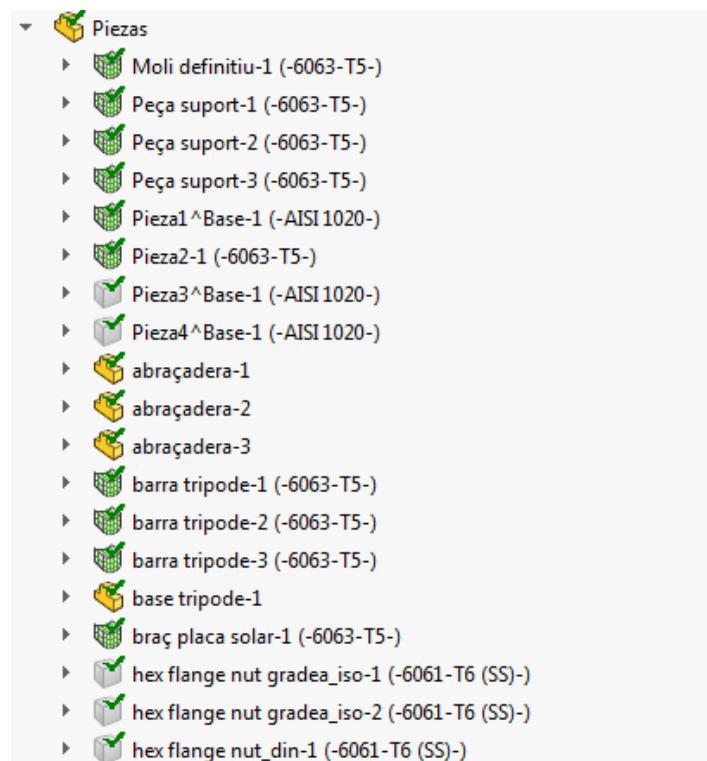 Piezas
Moli definitiu-1 (-6063-T5-)
Peça suport-1 (-6063-T5-)
Peça suport-2 (-6063-T5-)
Peça suport-3 (-6063-T5-)
Pieza1^Base-1 (-AISI 1020-)
Pieza2-1 (-6063-T5-)
Pieza3^Base-1 (-AISI 1020-)
Pieza4^Base-1 (-AISI 1020-)
abraçadera-1
abraçadera-2
abraçadera-3
barra tripode-1 (-6063-T5-)
barra tripode-2 (-6063-T5-)
barra tripode-3 (-6063-T5-)
base tripode-1
braç placa solar-1 (-6063-T5-)
hex flange nut gradea_iso-1 (-6061-T6 (SS)-)
hex flange nut gradea_iso-2 (-6061-T6 (SS)-)
hex flange nut_din-1 (-6061-T6 (SS)-)